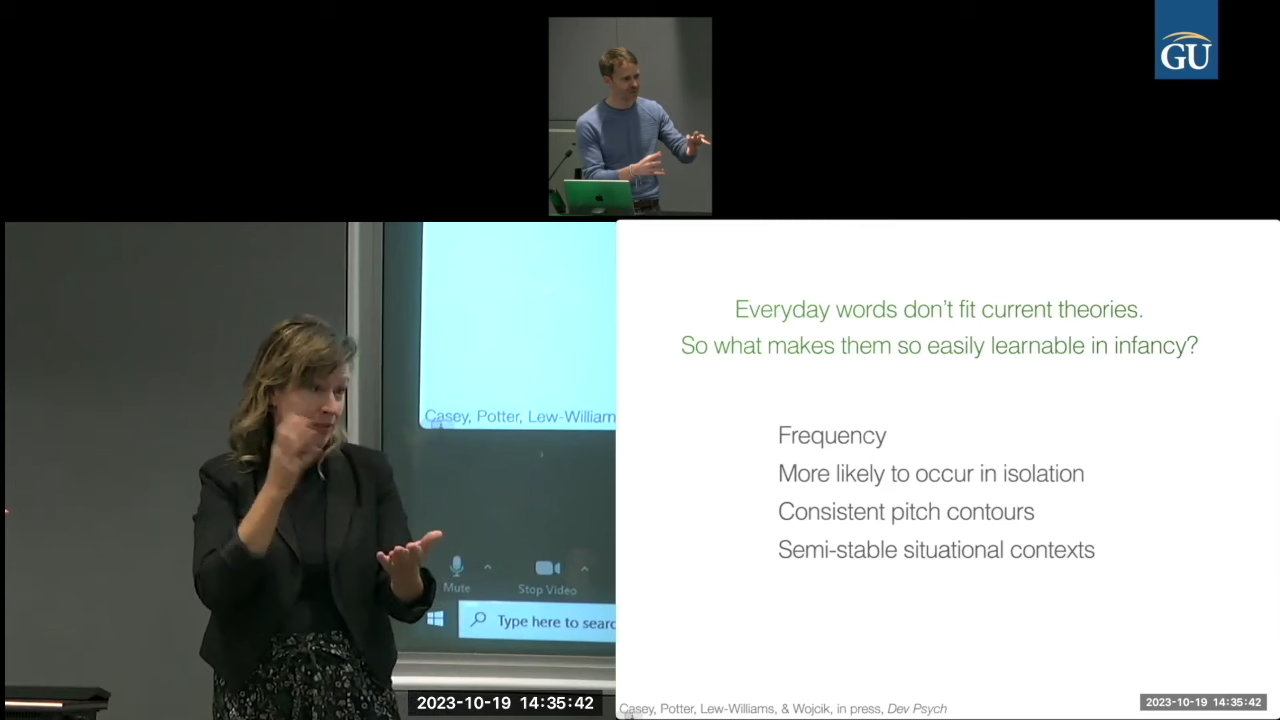 GU
Everyday words don't fit current theories.
So what makes them so easily learnable in infancy?
Frequency
More likely to occur in isolation
Consistent pitch contours
Semi-stable situational contexts
Casey, Potter, Lew-William
Mute
Stop Video
Type here to searc
2023-10-19 14:35:42
Casey, Potter, Lew-Williams, & Wojcik, in press, Dev Psych
2023-10-19 14:35:42